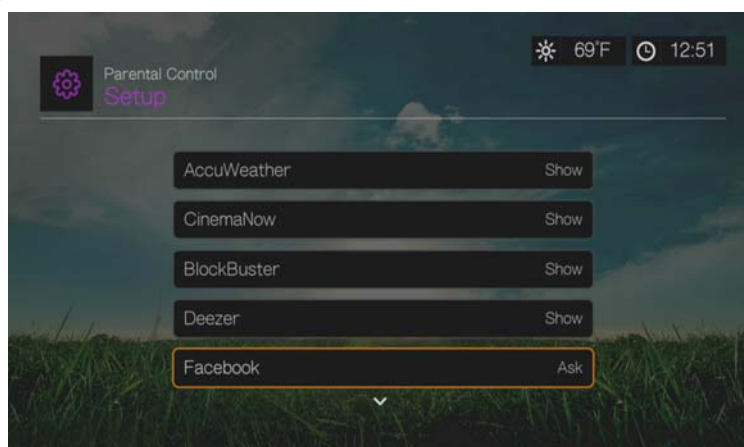 69°F 12:51
Parental Control
Setup
AccuWeather Show
CinemaNow Show
BlockBuster Show
Deezer Show
Facebook Ask